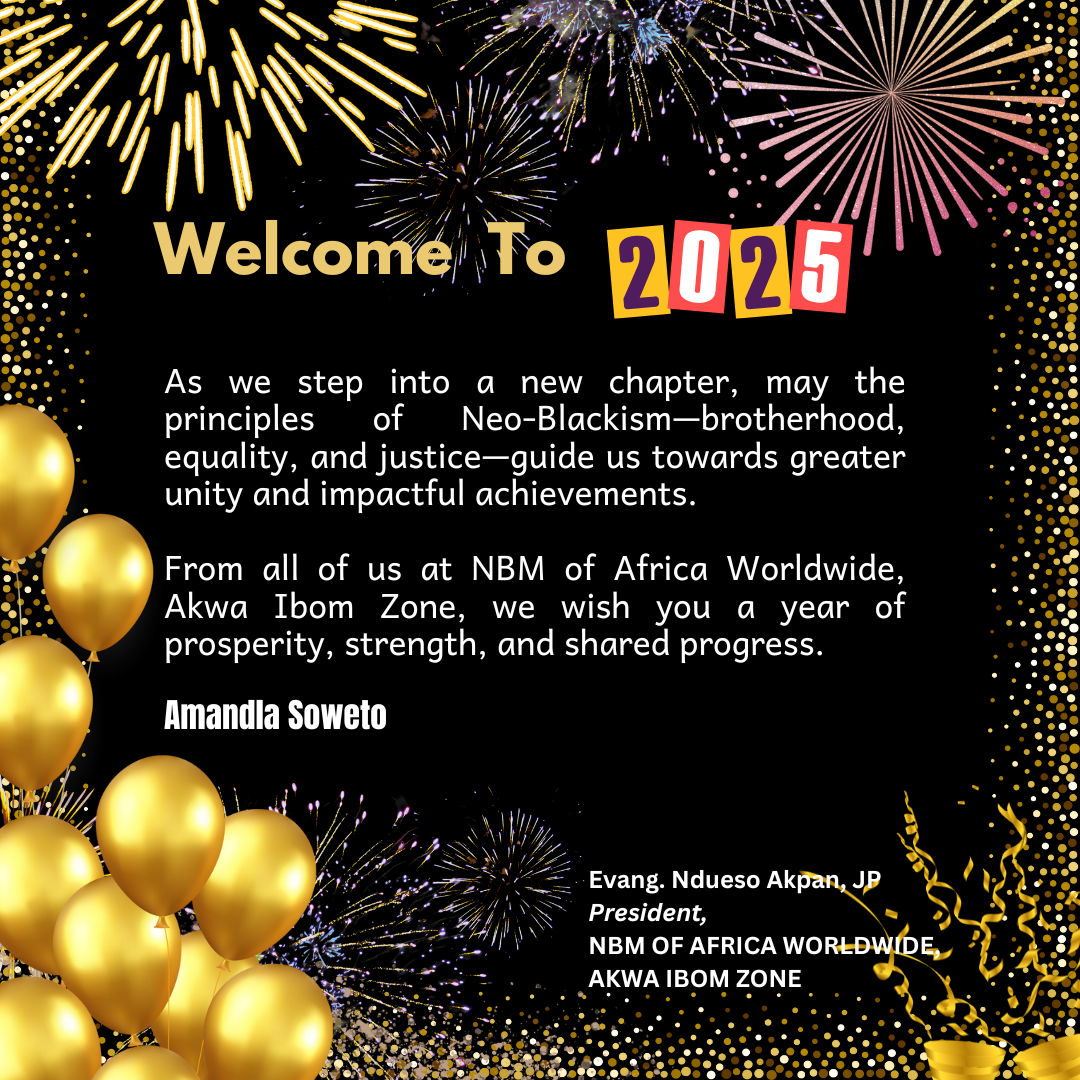 Welcome To 2025
As we step into a new chapter, may the
principles of Neo-Blackism—brotherhood,
equality, and justice—guide us towards greater
unity and impactful achievements.
From all of us at NBM of Africa Worldwide,
Akwa Ibom Zone, we wish you a year of
prosperity, strength, and shared progress.
Amandla Soweto
Evang. Ndueso Akpan, JP
President,
NBM OF AFRICA WORLDWIDE,
AKWA IBOM ZONE